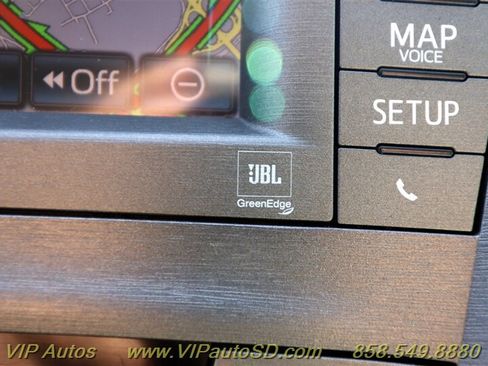 MAP
VOICE
◀◀ Off
SETUP
JBL
GreenEdge
VIP Autos www.VIPautoSD.com 858.549.8880